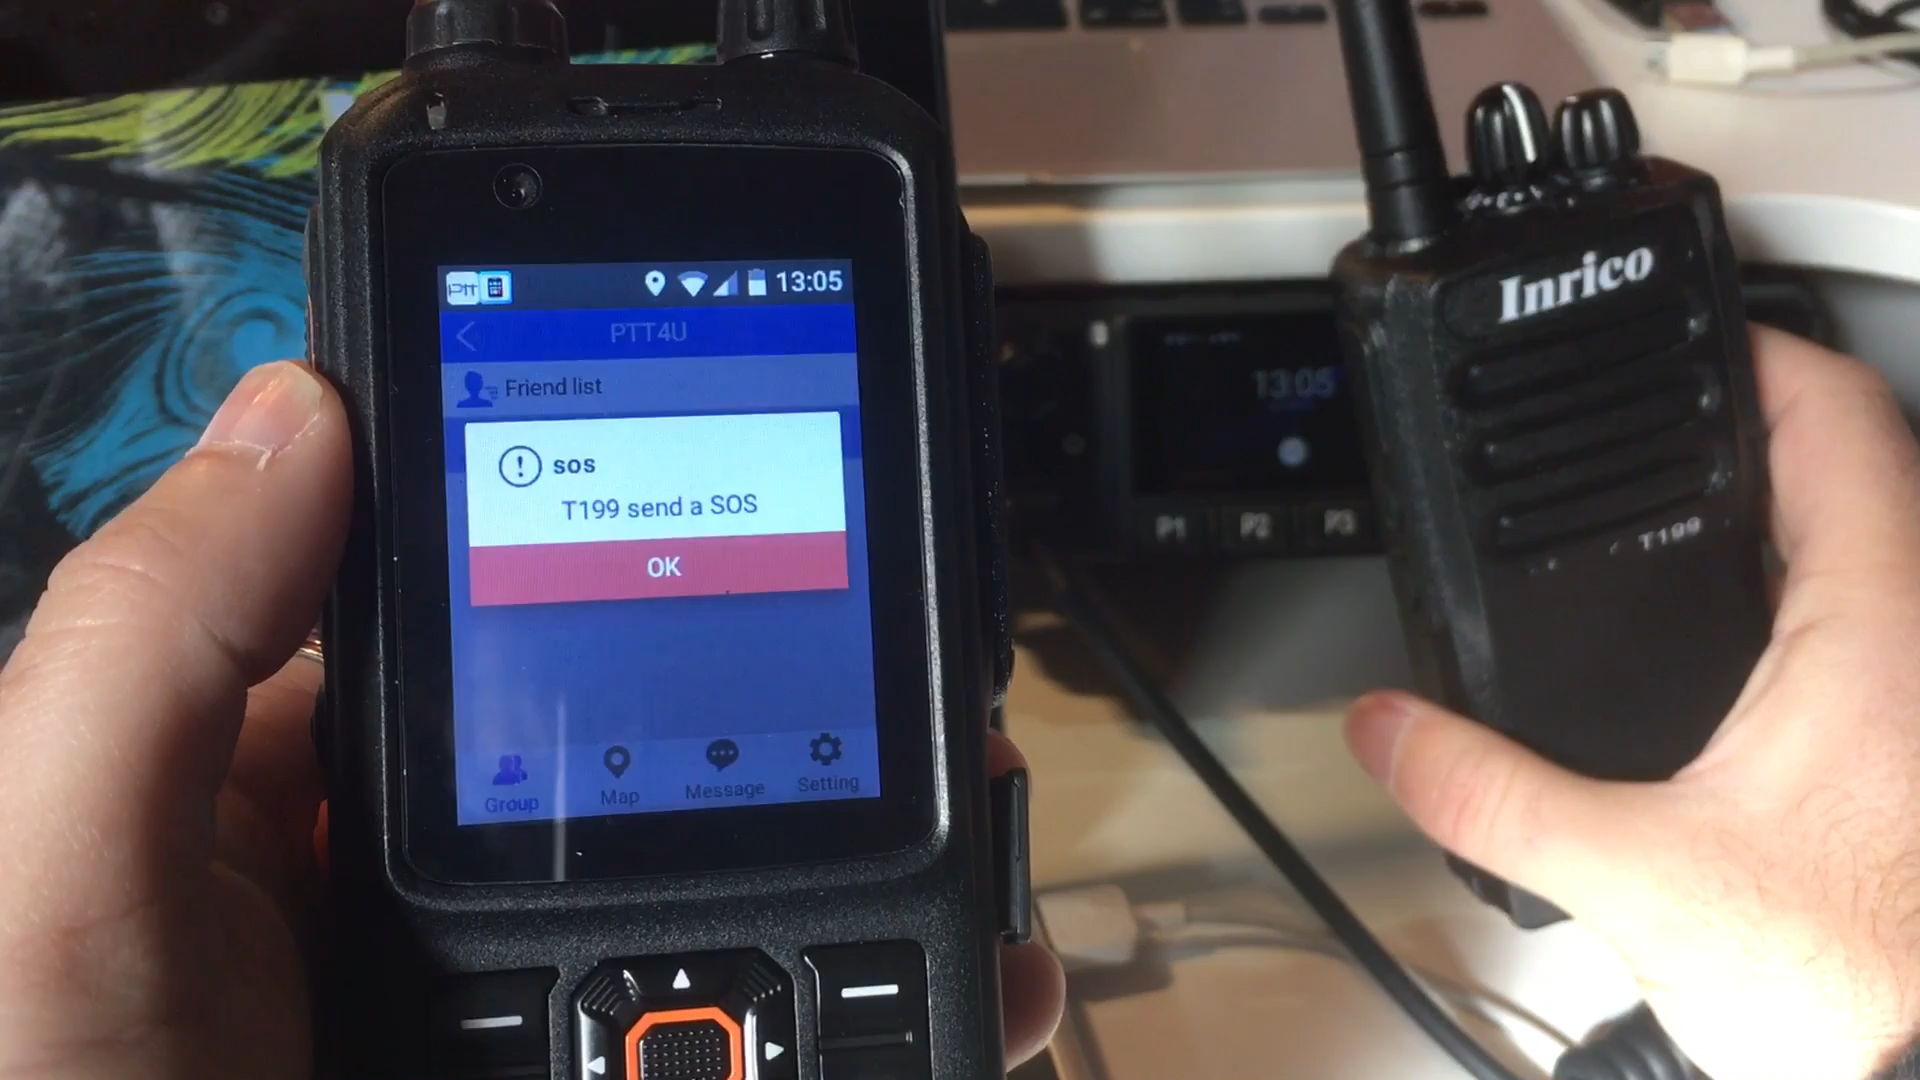 Ptt
13:05
PTT4U
Friend list
sos
T199 send a SOS
OK
Group
Map
Message
Setting
13:05
P1
P2
P3
Inrico
T199